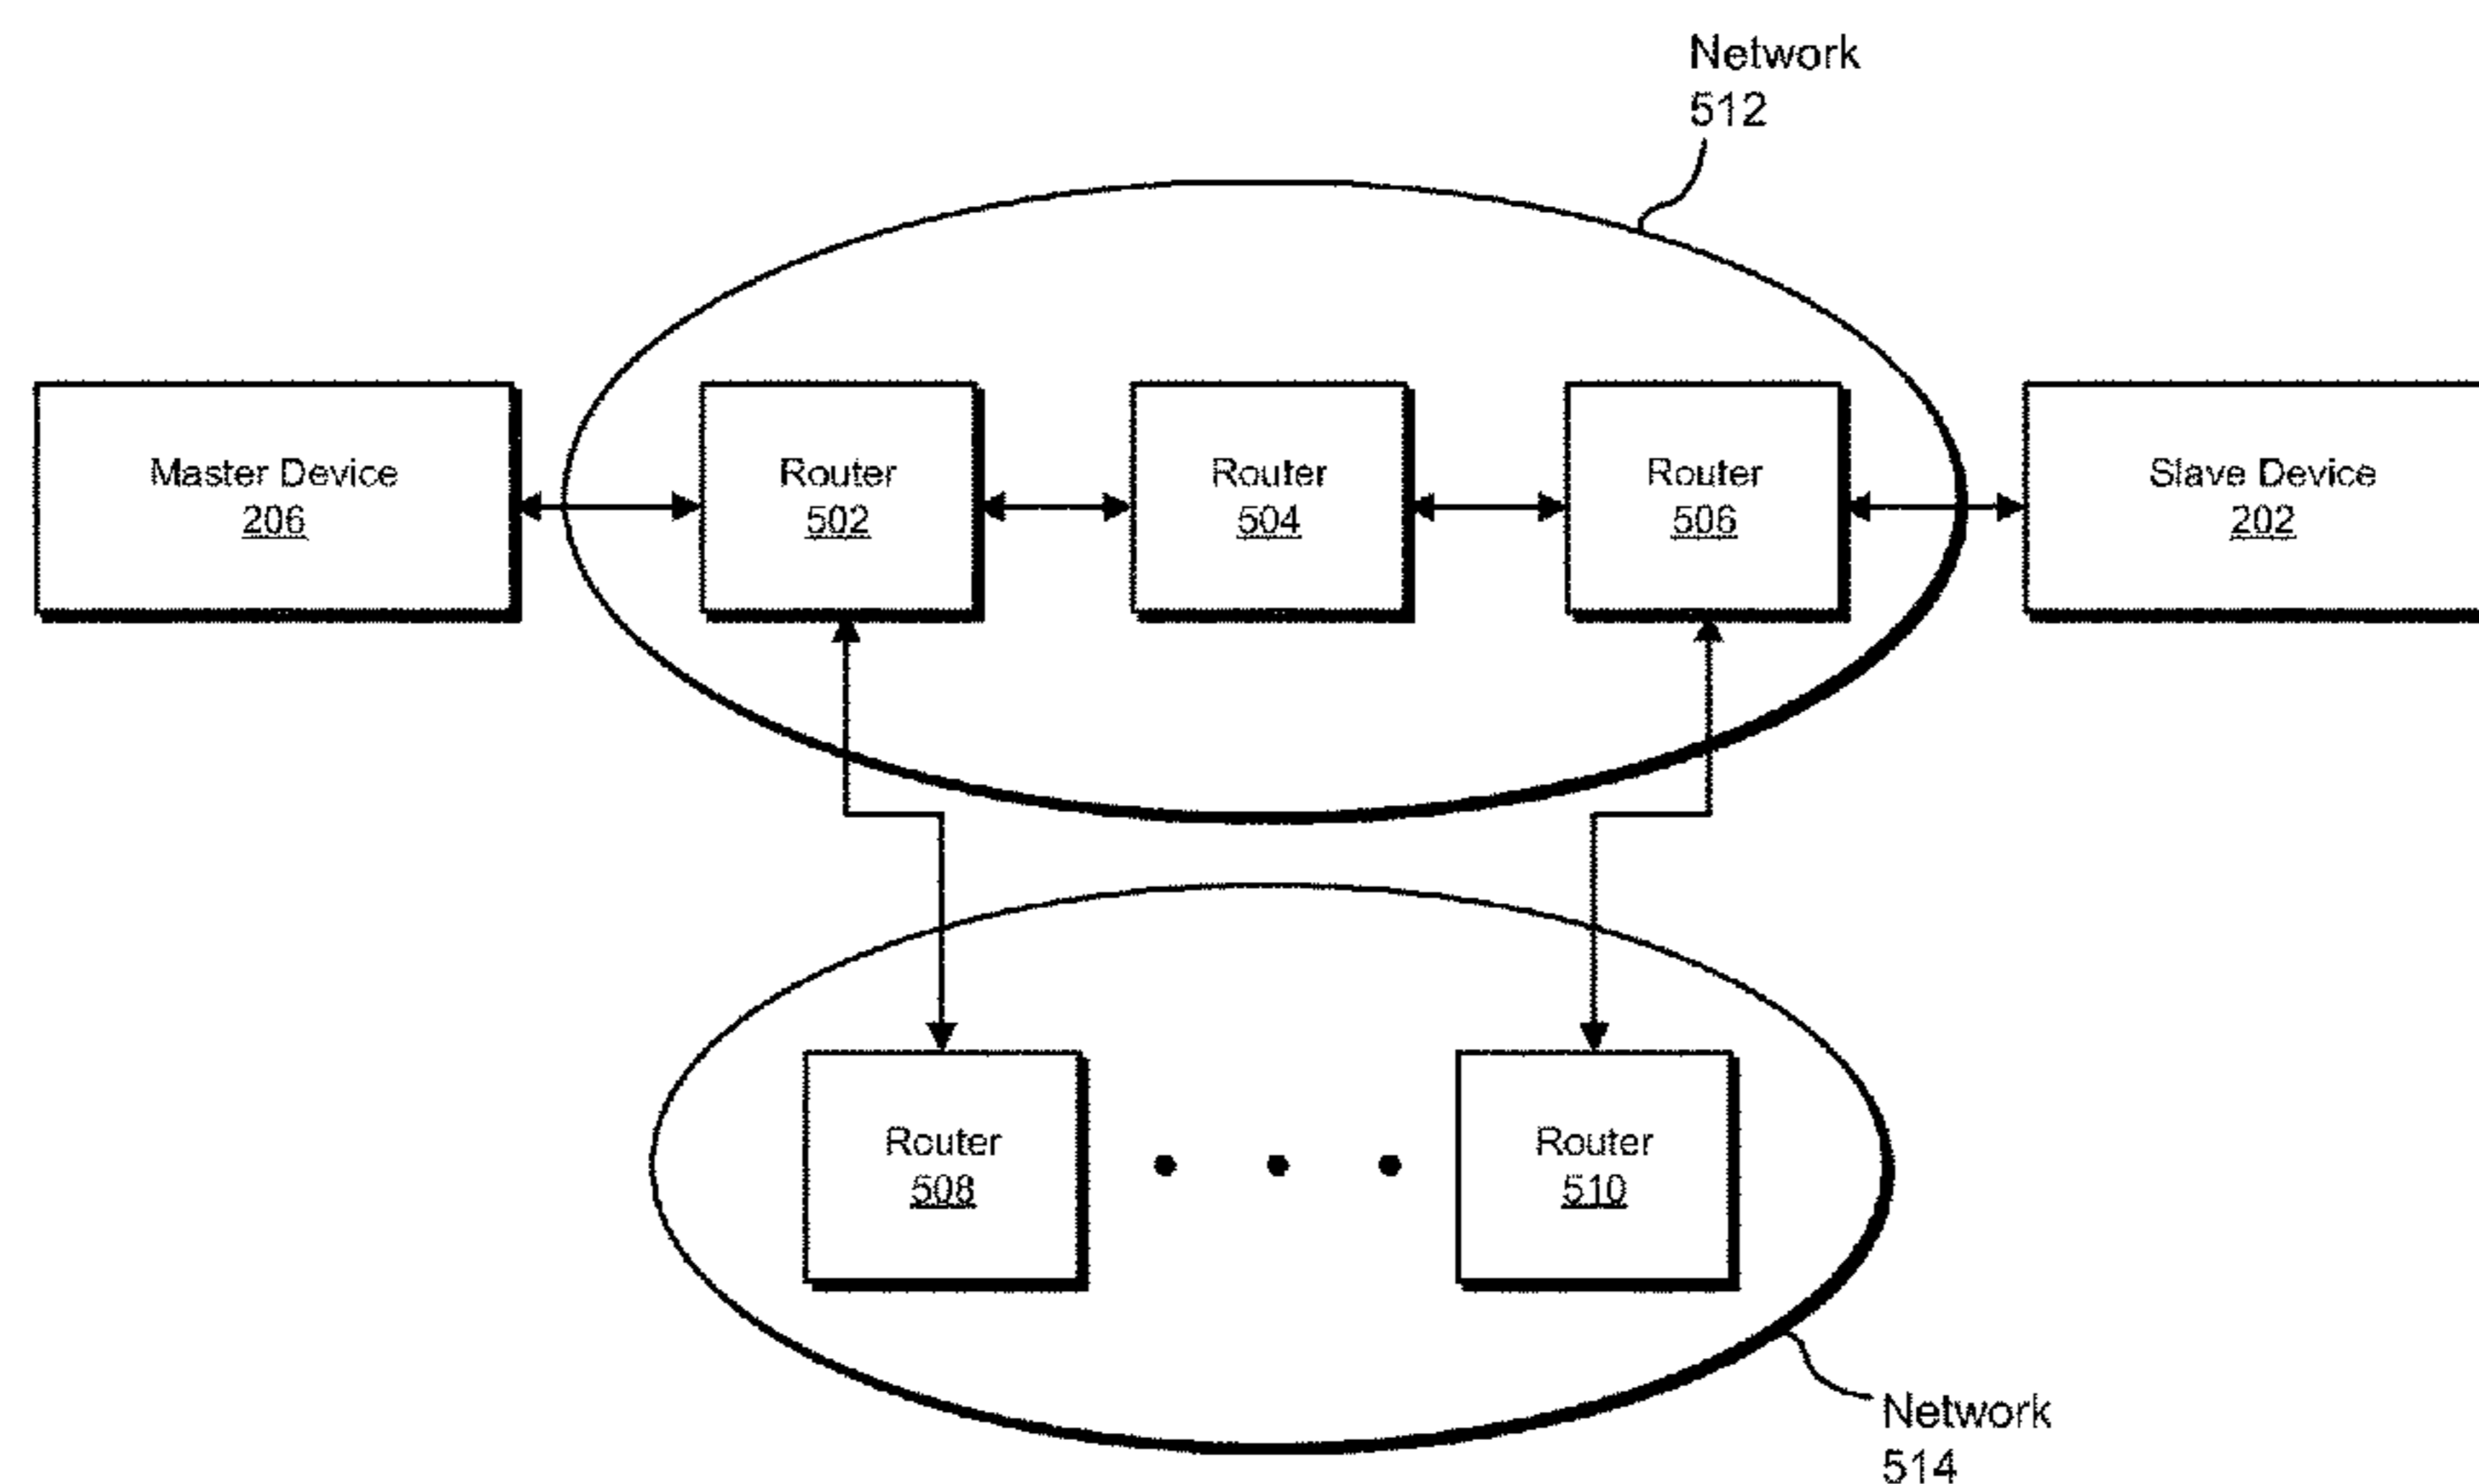 Network
512
Master Device
206
Router
502
Router
504
Router
506
Slave Device
202
Router
508
Router
510
Network
514